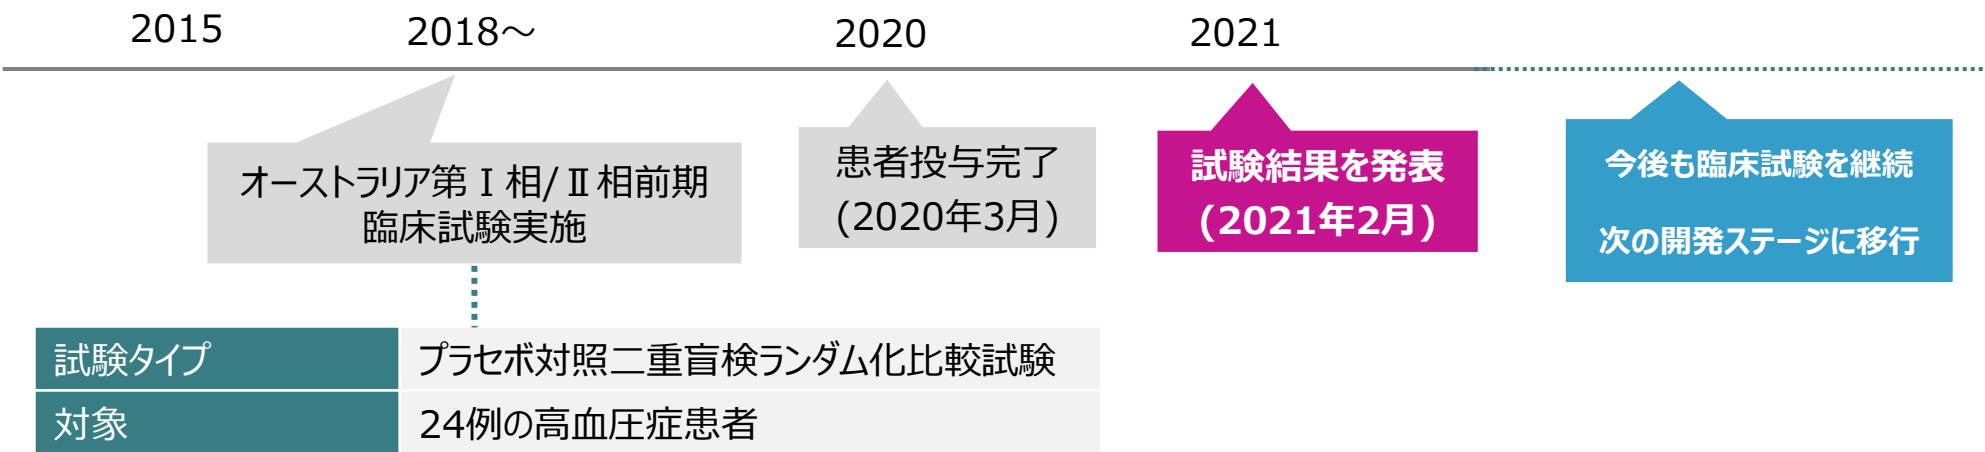 2015 2018～ 2020 2021
オーストラリア第Ⅰ相/Ⅱ相前期
臨床試験実施
患者投与完了
(2020年3月)
試験結果を発表
(2021年2月)
今後も臨床試験を継続
次の開発ステージに移行
試験タイプ プラセボ対照二重盲検ランダム化比較試験
対象 24例の高血圧症患者